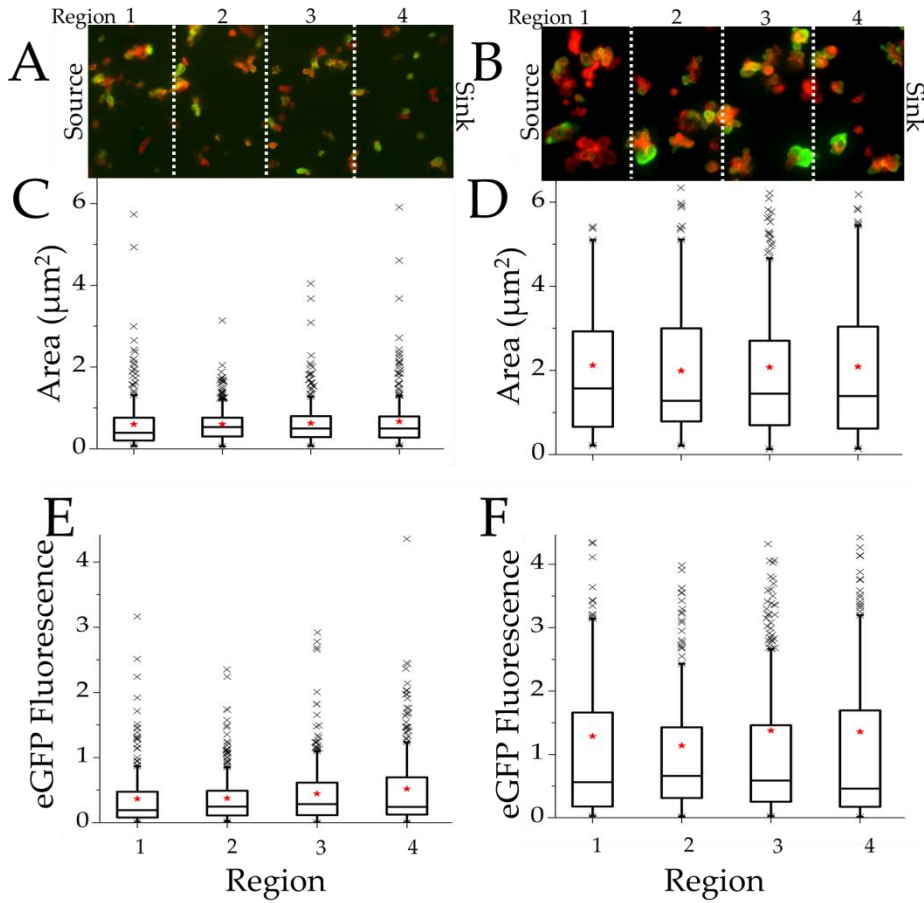 Region 1 2 3 4
Region 1 2 3 4
A
Source
Sink
B
Source
Sink
C
Area (μm²)
6
4
2
0
D
Area (μm²)
6
4
2
0
E
eGFP Fluorescence
4
3
2
1
0
1 2 3 4
Region
F
eGFP Fluorescence
4
3
2
1
0
1 2 3 4
Region